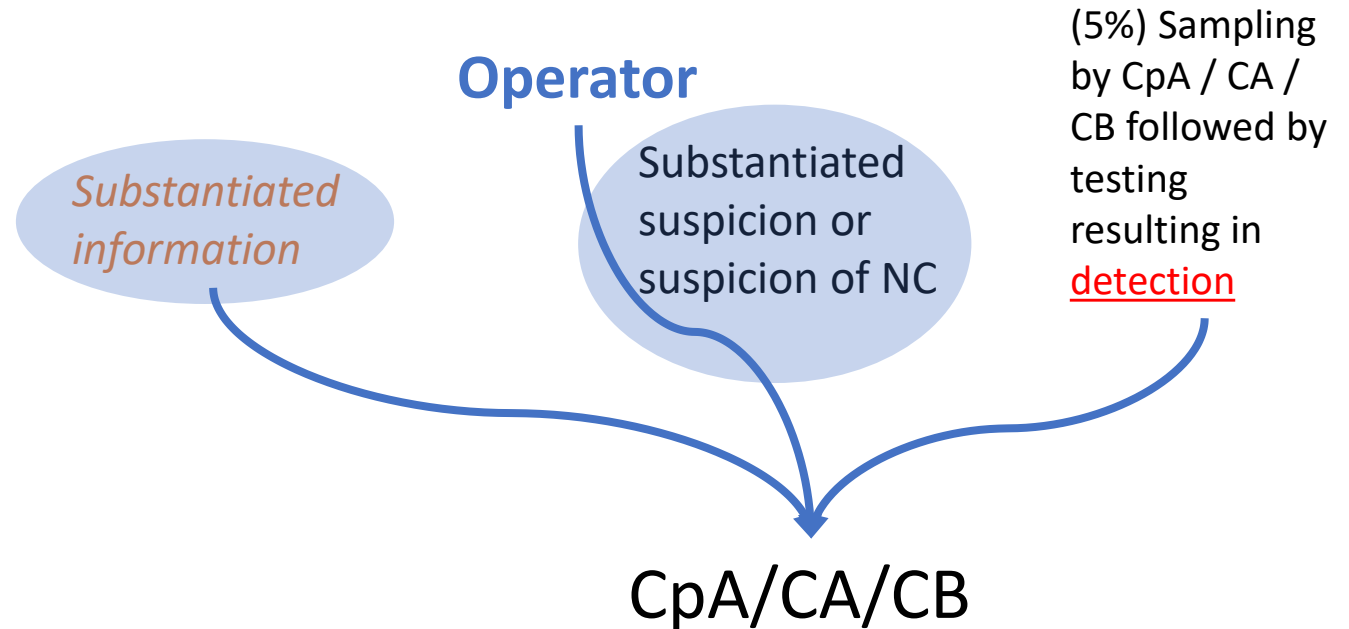 Operator
Substantiated
information
Substantiated
suspicion or
suspicion of NC
(5%) Sampling
by CpA / CA /
CB followed by
testing
resulting in
detection
CpA/CA/CB